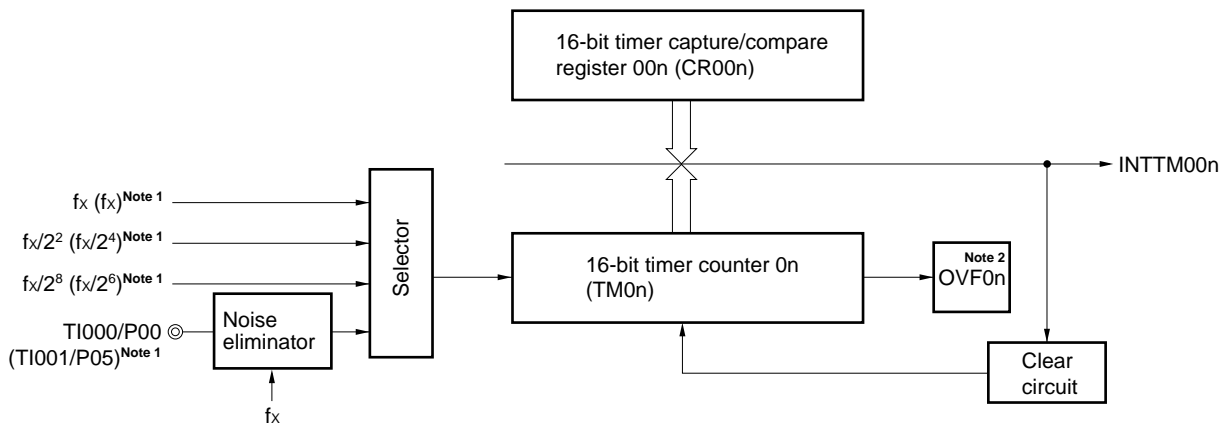 16-bit timer capture/compare
register 00n (CR00n)
INTTM00n
fX (fX)Note 1
fX/2² (fX/2⁴)Note 1
fX/2⁸ (fX/2⁶)Note 1
TI000/P00
(TI001/P05)Note 1
Noise
eliminator
fX
Selector
16-bit timer counter 0n
(TM0n)
Note 2
OVF0n
Clear
circuit